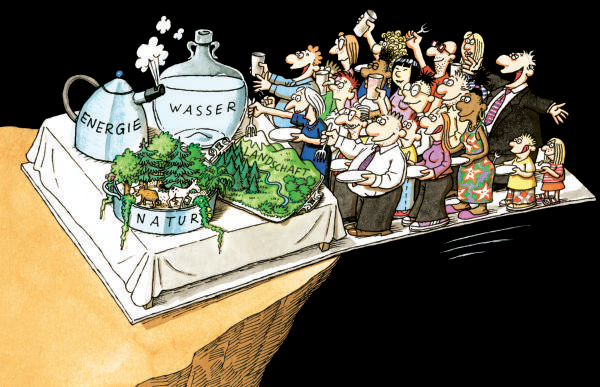 ENERGIE
WASSER
LANDSCHAFT
NATUR